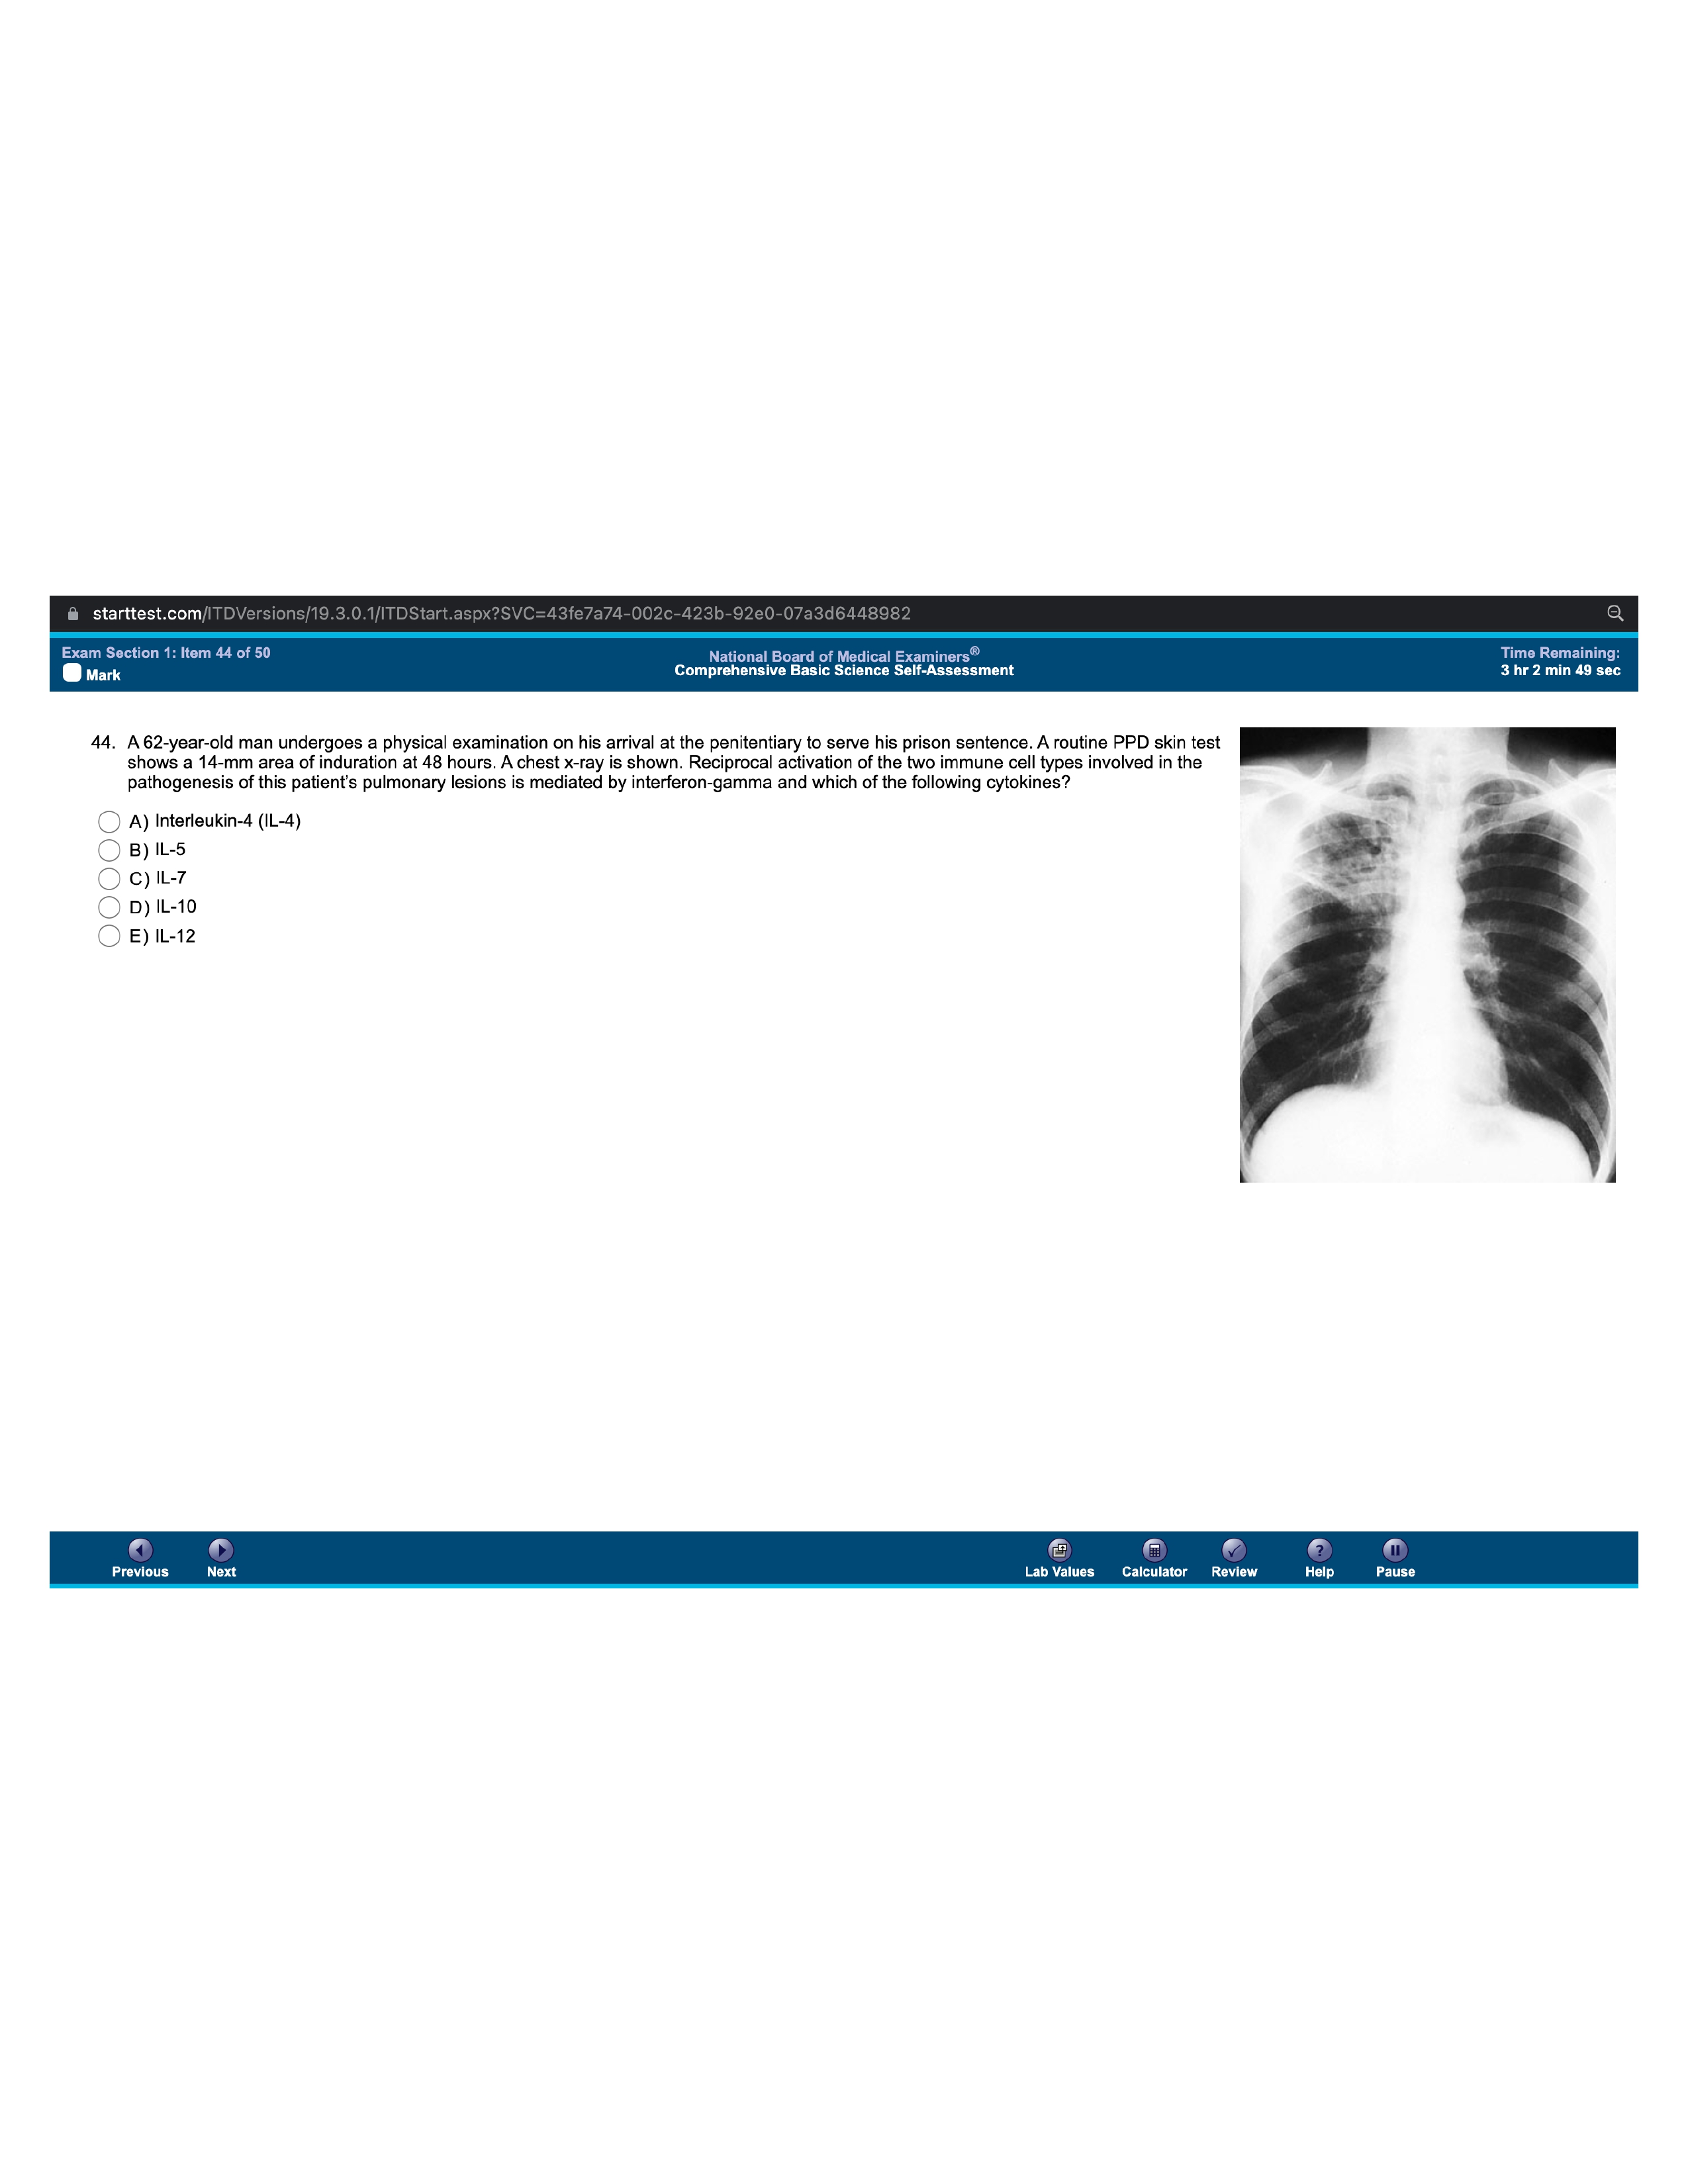 starttest.com/ITDVersions/19.3.0.1/ITDStart.aspx?SVC=43fe7a74-002c-423b-92e0-07a3d6448982
Exam Section 1: Item 44 of 50
Mark
National Board of Medical Examiners®
Comprehensive Basic Science Self-Assessment
Time Remaining:
3 hr 2 min 49 sec
44. A 62-year-old man undergoes a physical examination on his arrival at the penitentiary to serve his prison sentence. A routine PPD skin test
shows a 14-mm area of induration at 48 hours. A chest x-ray is shown. Reciprocal activation of the two immune cell types involved in the
pathogenesis of this patient's pulmonary lesions is mediated by interferon-gamma and which of the following cytokines?
A) Interleukin-4 (IL-4)
B) IL-5
C) IL-7
D) IL-10
E) IL-12
Previous
Next
Lab Values
Calculator
Review
Help
Pause